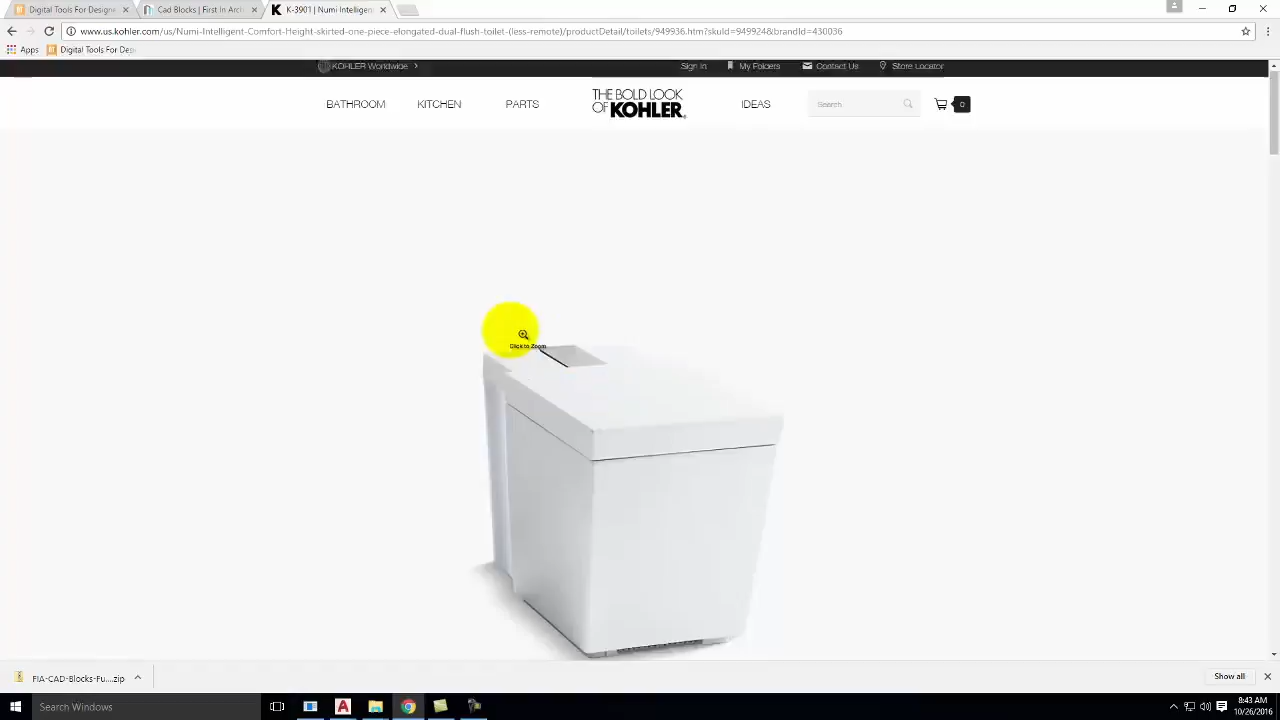 Digital Tools For Designe
Cad Blocks | First In Arch
K-3901 | Numi Intelligen
www.us.kohler.com/us/Numi-Intelligent-Comfort-Height-skirted-one-piece-elongated-dual-flush-toilet-(less-remote)/productDetail/toilets/949936.htm?skuId=949924&brandId=430036
Apps
Digital Tools For Desi
KOHLER Worldwide
Sign In
My Folders
Contact Us
Store Locator
BATHROOM
KITCHEN
PARTS
THE BOLD LOOK
OF KOHLER®
IDEAS
Search
0
Click to Zoom
FIA-CAD-Blocks-Fu....zip
Show all
Search Windows
8:43 AM
10/26/2016